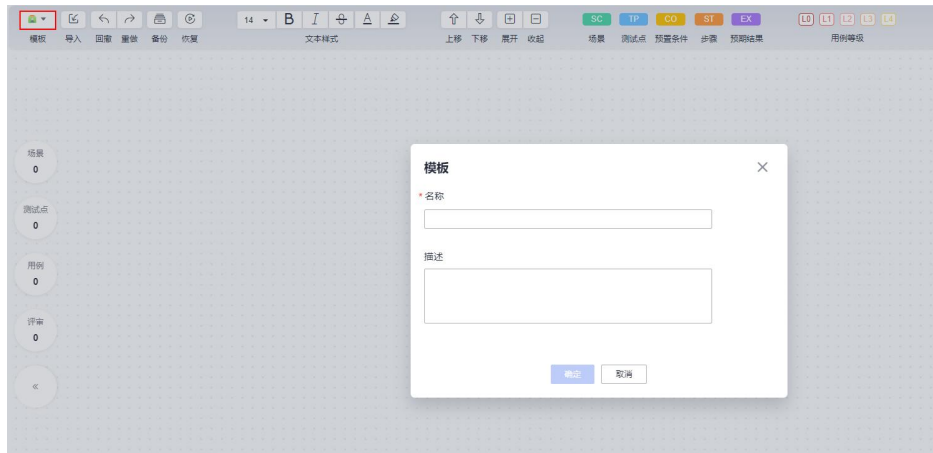 14 B I A SC TP CO ST EX L0 L1 L2 L3 L4
模板 导入 回撤 重做 备份 恢复 文本样式 上移 下移 展开 收起 场景 测试点 预置条件 步骤 预期结果 用例等级
场景
0
测试点
0
用例
0
评审
0
模板
* 名称
描述
确定 取消